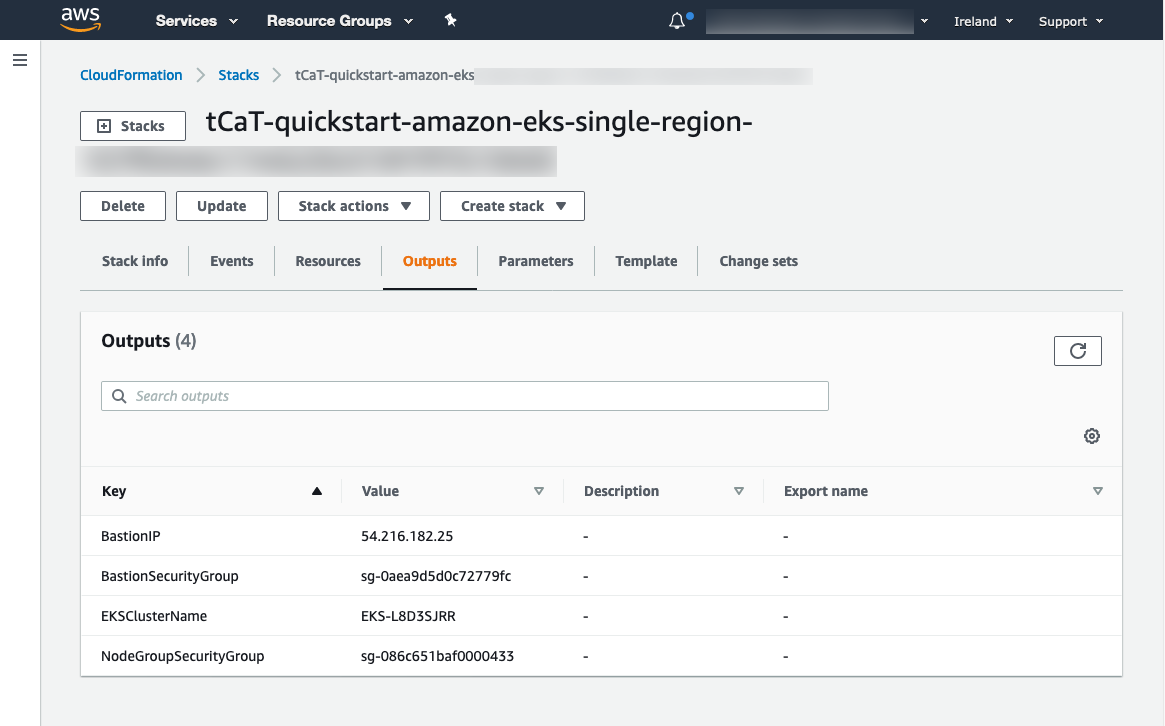 aws Services Resource Groups Ireland Support
CloudFormation Stacks tCaT-quickstart-amazon-eks
Stacks tCaT-quickstart-amazon-eks-single-region-
Delete Update Stack actions Create stack
Stack info Events Resources Outputs Parameters Template Change sets
Outputs (4)
Search outputs
Key Value Description Export name
BastionIP 54.216.182.25 - -
BastionSecurityGroup sg-0aea9d5d0c72779fc - -
EKSClusterName EKS-L8D3SJRR - -
NodeGroupSecurityGroup sg-086c651baf0000433 - -